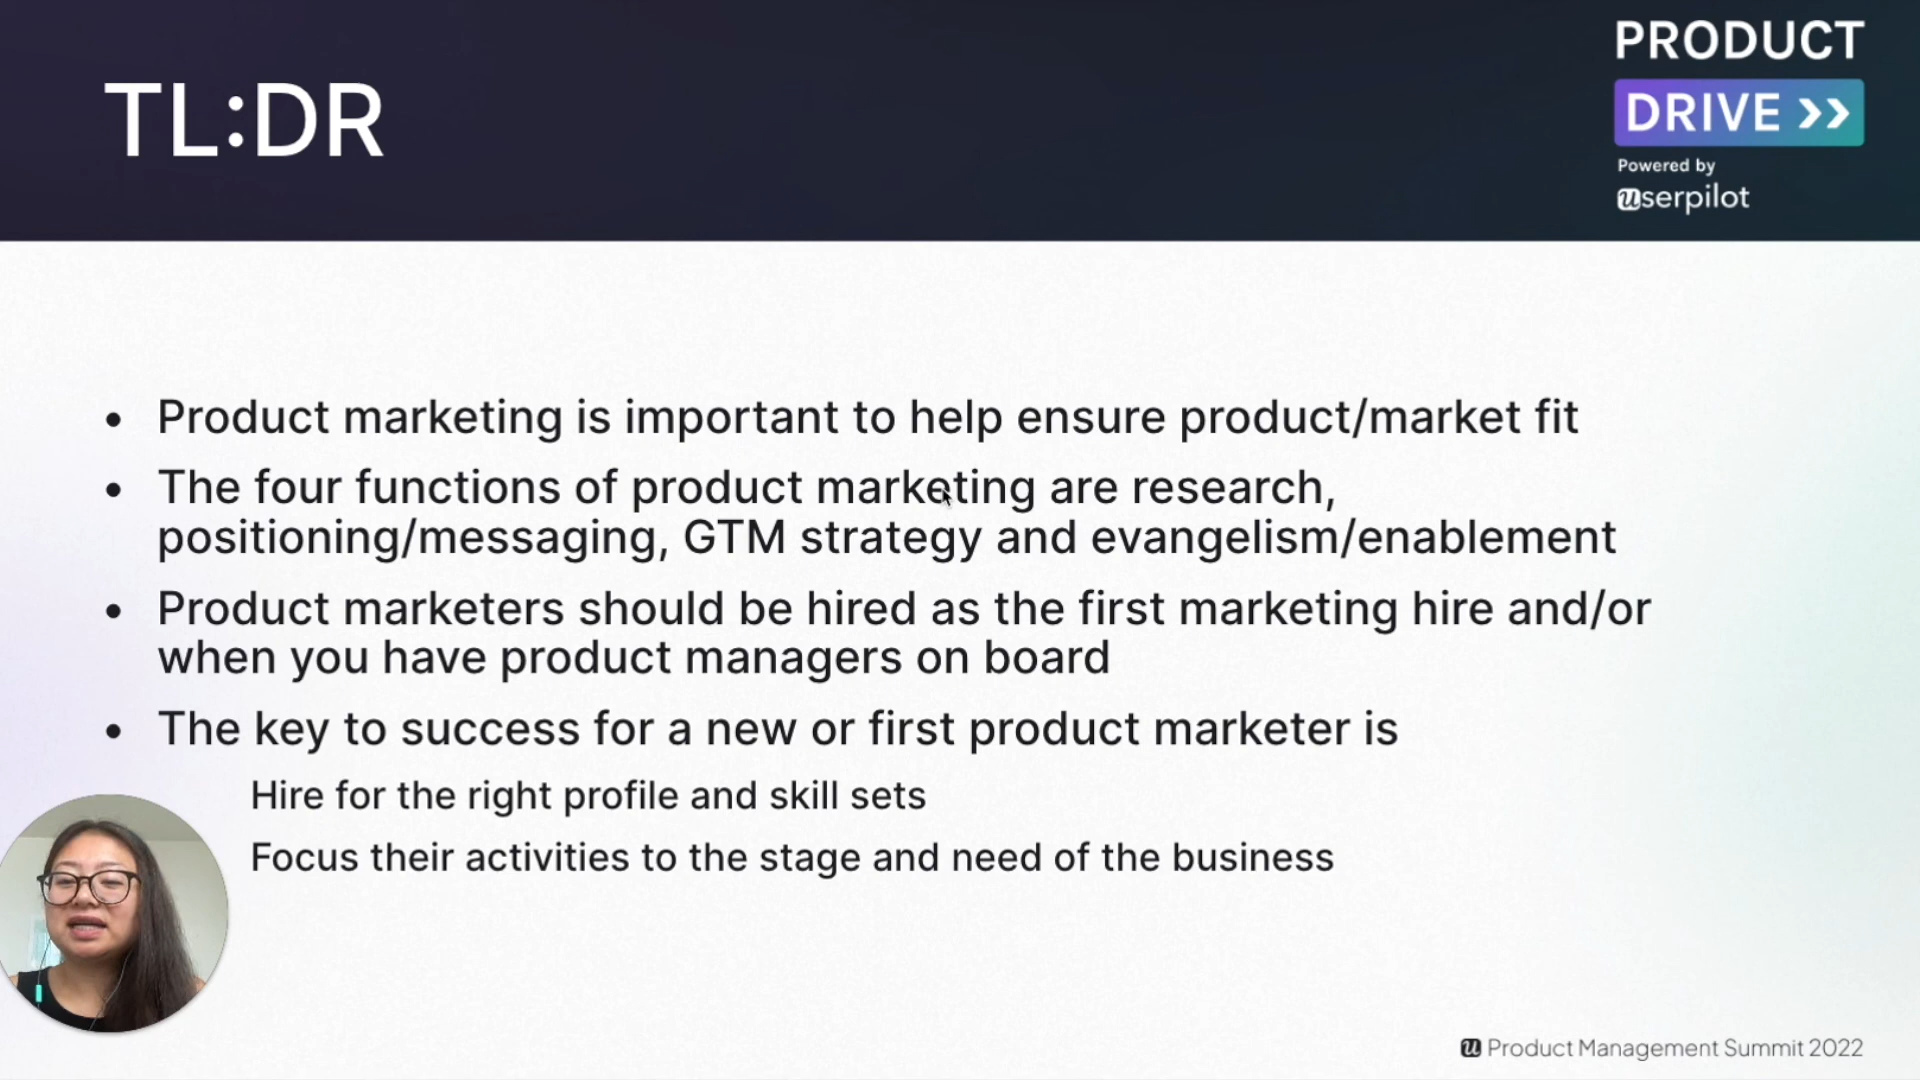 TL:DR
PRODUCT
DRIVE >>
Powered by
userpilot
• Product marketing is important to help ensure product/market fit
• The four functions of product marketing are research,
positioning/messaging, GTM strategy and evangelism/enablement
• Product marketers should be hired as the first marketing hire and/or
when you have product managers on board
• The key to success for a new or first product marketer is
Hire for the right profile and skill sets
Focus their activities to the stage and need of the business
u Product Management Summit 2022